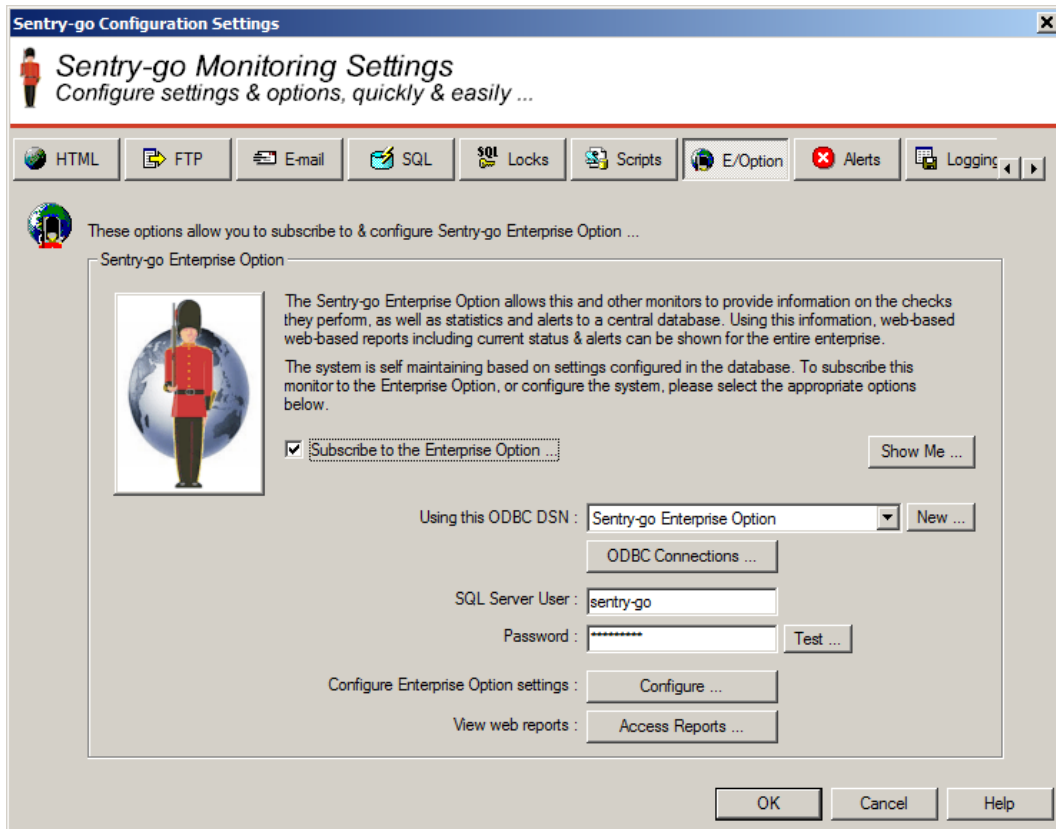 Sentry-go Configuration Settings
Sentry-go Monitoring Settings
Configure settings & options, quickly & easily ...
HTML FTP E-mail SQL SQL Locks Scripts E/Option Alerts Logging
These options allow you to subscribe to & configure Sentry-go Enterprise Option ...
Sentry-go Enterprise Option
The Sentry-go Enterprise Option allows this and other monitors to provide information on the checks
they perform, as well as statistics and alerts to a central database. Using this information, web-based
web-based reports including current status & alerts can be shown for the entire enterprise.
The system is self maintaining based on settings configured in the database. To subscribe this
monitor to the Enterprise Option, or configure the system, please select the appropriate options
below.
Subscribe to the Enterprise Option ... Show Me ...
Using this ODBC DSN : Sentry-go Enterprise Option New ...
ODBC Connections ...
SQL Server User : sentry-go
Password : ********* Test ...
Configure Enterprise Option settings : Configure ...
View web reports : Access Reports ...
OK Cancel Help